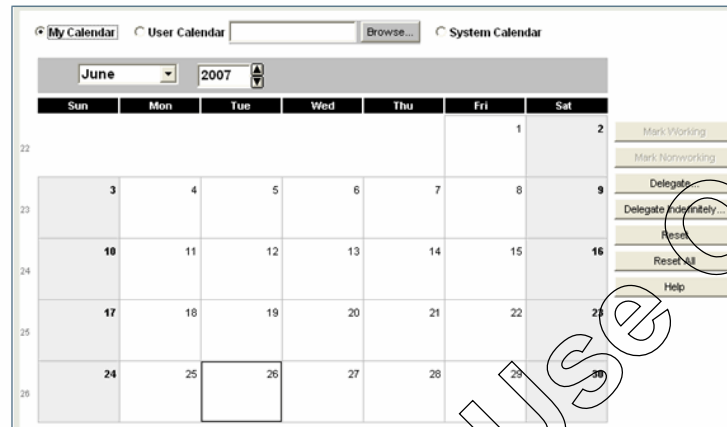 My Calendar User Calendar Browse... System Calendar
June 2007
Sun Mon Tue Wed Thu Fri Sat
22 1 2
Mark Working
Mark Nonworking
23 3 4 5 6 7 8 9
Delegate...
Delegate Indefinitely...
Reset
24 10 11 12 13 14 15 16
Reset All
Help
25 17 18 19 20 21 22 23
26 24 25 26 27 28 29 30
use O